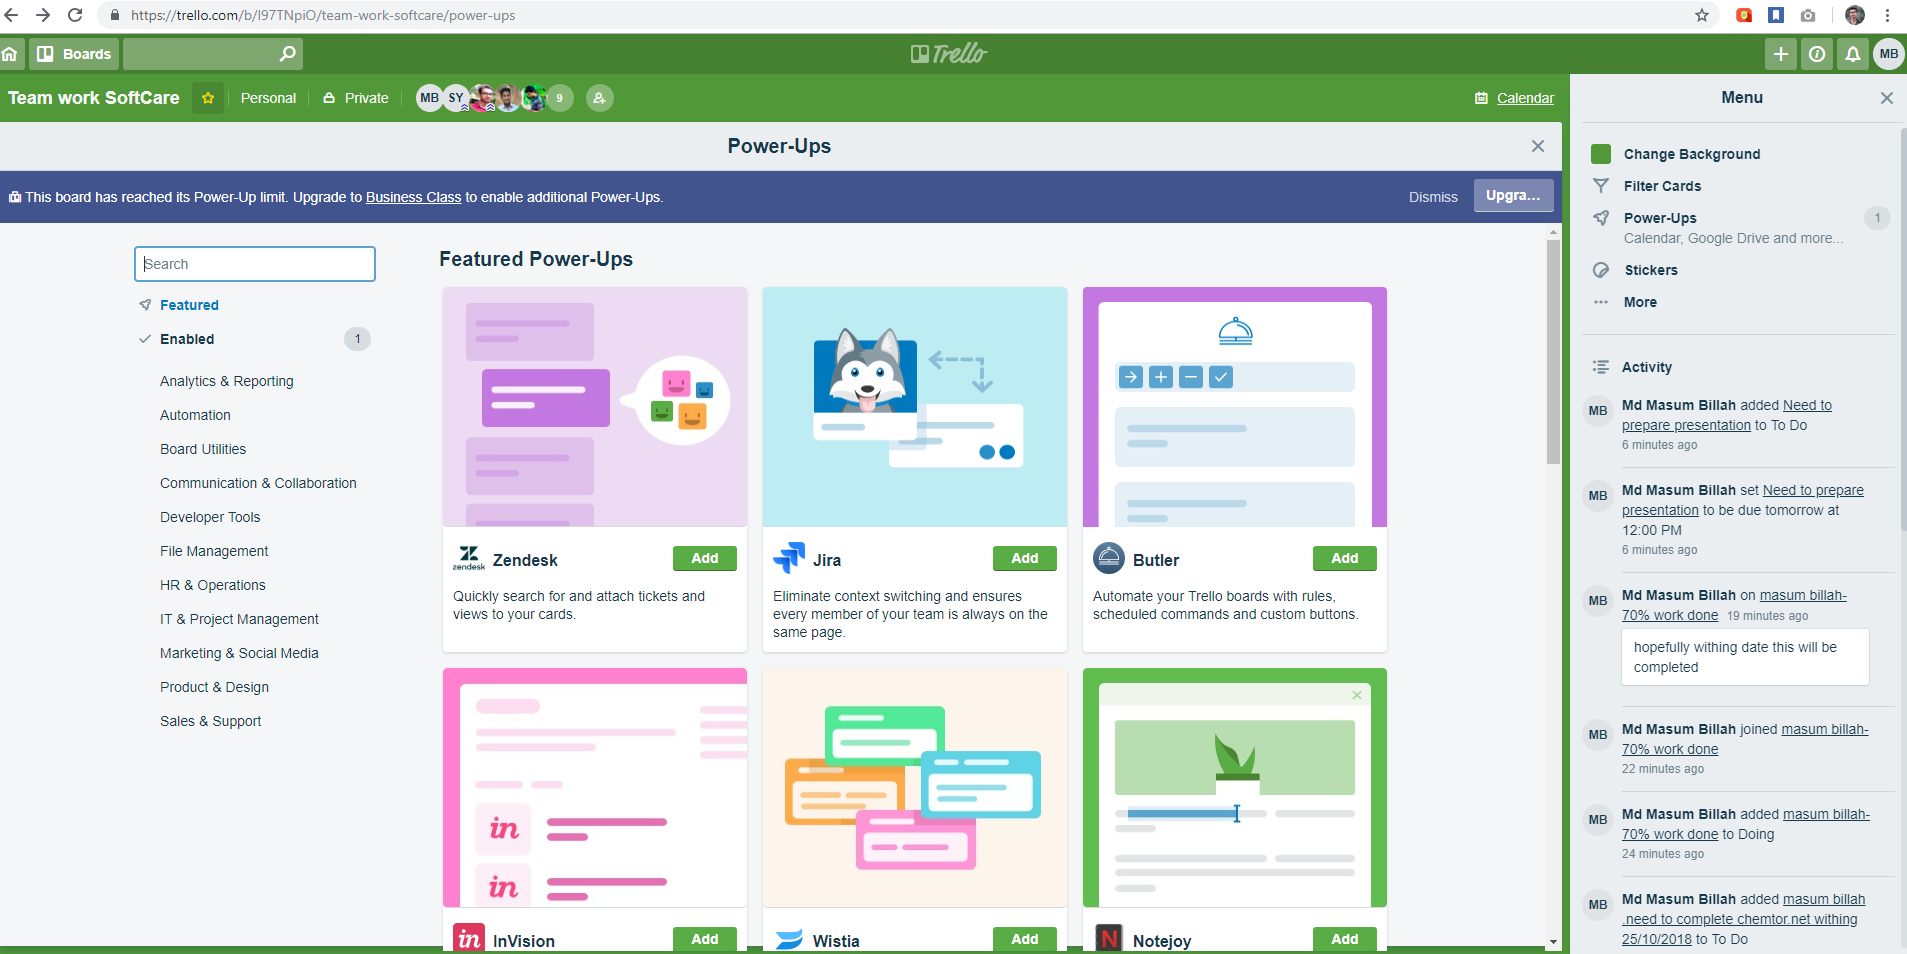 https://trello.com/b/I97TNpiO/team-work-softcare/power-ups
Boards
Trello
MB
Team work SoftCare
Personal
Private
MB
SY
9
Calendar
Power-Ups
This board has reached its Power-Up limit. Upgrade to Business Class to enable additional Power-Ups.
Dismiss
Upgra...
Search
Featured
Enabled
1
Analytics & Reporting
Automation
Board Utilities
Communication & Collaboration
Developer Tools
File Management
HR & Operations
IT & Project Management
Marketing & Social Media
Product & Design
Sales & Support
Featured Power-Ups
zendesk
Zendesk
Add
Quickly search for and attach tickets and
views to your cards.
Jira
Add
Eliminate context switching and ensures
every member of your team is always on the
same page.
Butler
Add
Automate your Trello boards with rules,
scheduled commands and custom buttons.
in
in
in
InVision
Add
Wistia
Add
N
Notejoy
Add
Menu
Change Background
Filter Cards
Power-Ups
1
Calendar, Google Drive and more...
Stickers
More
Activity
MB
Md Masum Billah added Need to
prepare presentation to To Do
6 minutes ago
MB
Md Masum Billah set Need to prepare
presentation to be due tomorrow at
12:00 PM
6 minutes ago
MB
Md Masum Billah on masum billah-
70% work done 19 minutes ago
hopefully withing date this will be
completed
MB
Md Masum Billah joined masum billah-
70% work done
22 minutes ago
MB
Md Masum Billah added masum billah-
70% work done to Doing
24 minutes ago
MB
Md Masum Billah added masum billah
.need to complete chemtor.net withing
25/10/2018 to To Do